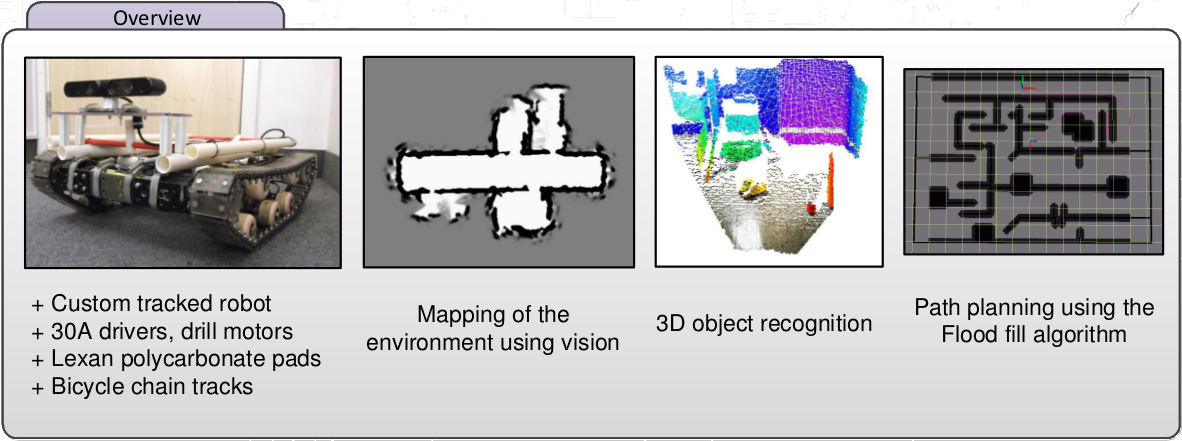 Overview
+ Custom tracked robot
+ 30A drivers, drill motors
+ Lexan polycarbonate pads
+ Bicycle chain tracks
Mapping of the
environment using vision
3D object recognition
Path planning using the
Flood fill algorithm